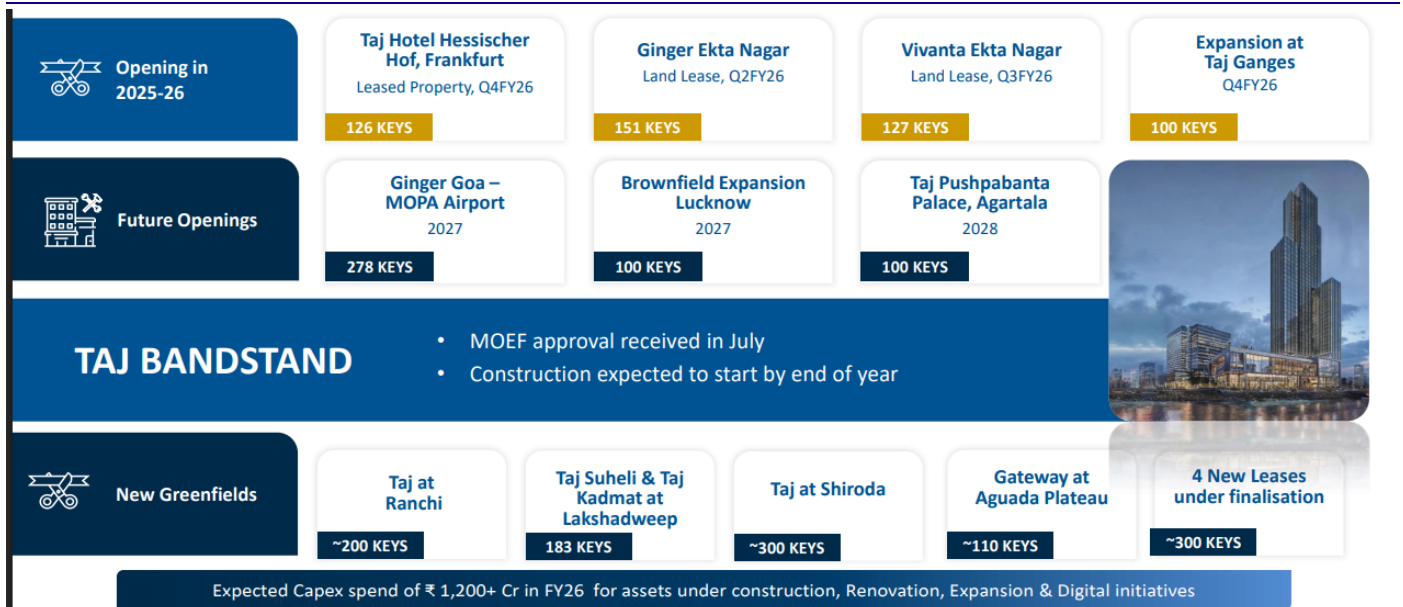 Opening in
2025-26
Taj Hotel Hessischer
Hof, Frankfurt
Leased Property, Q4FY26
126 KEYS
Ginger Ekta Nagar
Land Lease, Q2FY26
151 KEYS
Vivanta Ekta Nagar
Land Lease, Q3FY26
127 KEYS
Expansion at
Taj Ganges
Q4FY26
100 KEYS
Future Openings
Ginger Goa –
MOPA Airport
2027
278 KEYS
Brownfield Expansion
Lucknow
2027
100 KEYS
Taj Pushpabanta
Palace, Agartala
2028
100 KEYS
TAJ BANDSTAND
• MOEF approval received in July
• Construction expected to start by end of year
New Greenfields
Taj at
Ranchi
~200 KEYS
Taj Suheli & Taj
Kadmat at
Lakshadweep
183 KEYS
Taj at Shiroda
~300 KEYS
Gateway at
Aguada Plateau
~110 KEYS
4 New Leases
under finalisation
~300 KEYS
Expected Capex spend of ₹ 1,200+ Cr in FY26 for assets under construction, Renovation, Expansion & Digital initiatives